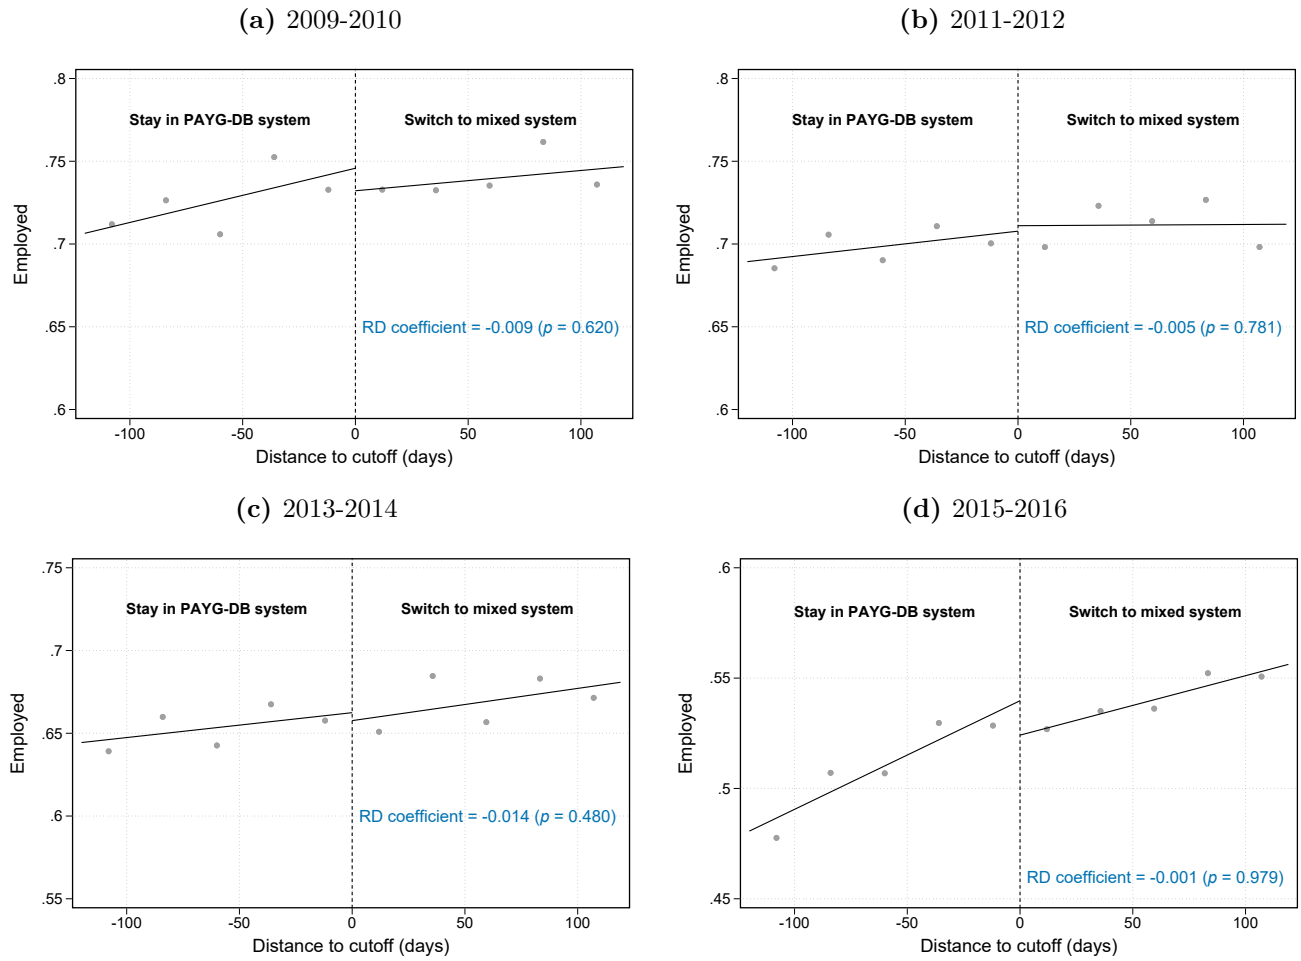 (a) 2009-2010
.8
.75
.7
.65
.6
Employed
Stay in PAYG-DB system
Switch to mixed system
RD coefficient = -0.009 (p = 0.620)
-100
-50
0
50
100
Distance to cutoff (days)
(b) 2011-2012
.8
.75
.7
.65
.6
Employed
Stay in PAYG-DB system
Switch to mixed system
RD coefficient = -0.005 (p = 0.781)
-100
-50
0
50
100
Distance to cutoff (days)
(c) 2013-2014
.75
.7
.65
.6
.55
Employed
Stay in PAYG-DB system
Switch to mixed system
RD coefficient = -0.014 (p = 0.480)
-100
-50
0
50
100
Distance to cutoff (days)
(d) 2015-2016
.6
.55
.5
.45
Employed
Stay in PAYG-DB system
Switch to mixed system
RD coefficient = -0.001 (p = 0.979)
-100
-50
0
50
100
Distance to cutoff (days)